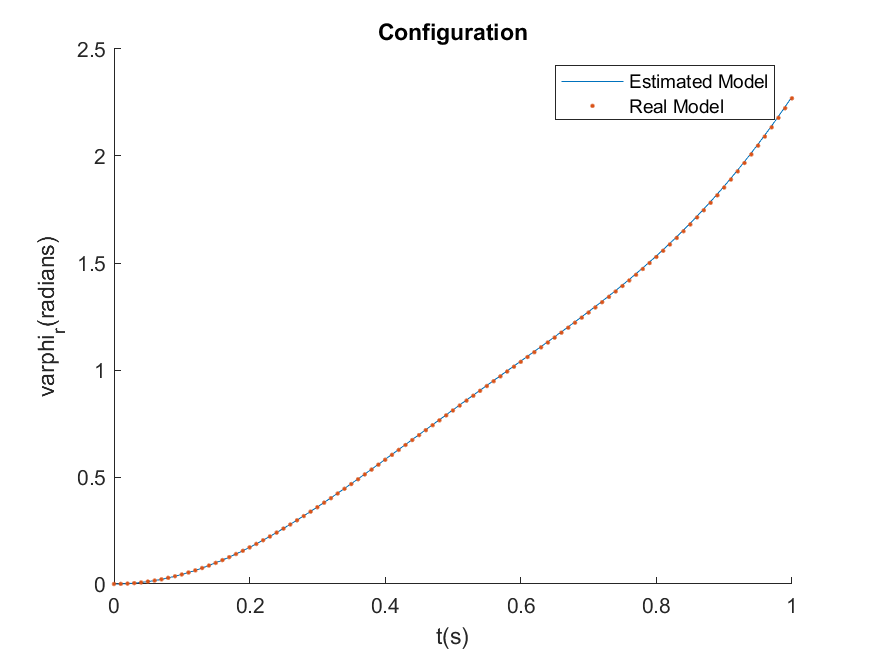 Configuration
Estimated Model
Real Model
2.5
2
1.5
1
0.5
0
varphi_r(radians)
0
0.2
0.4
0.6
0.8
1
t(s)